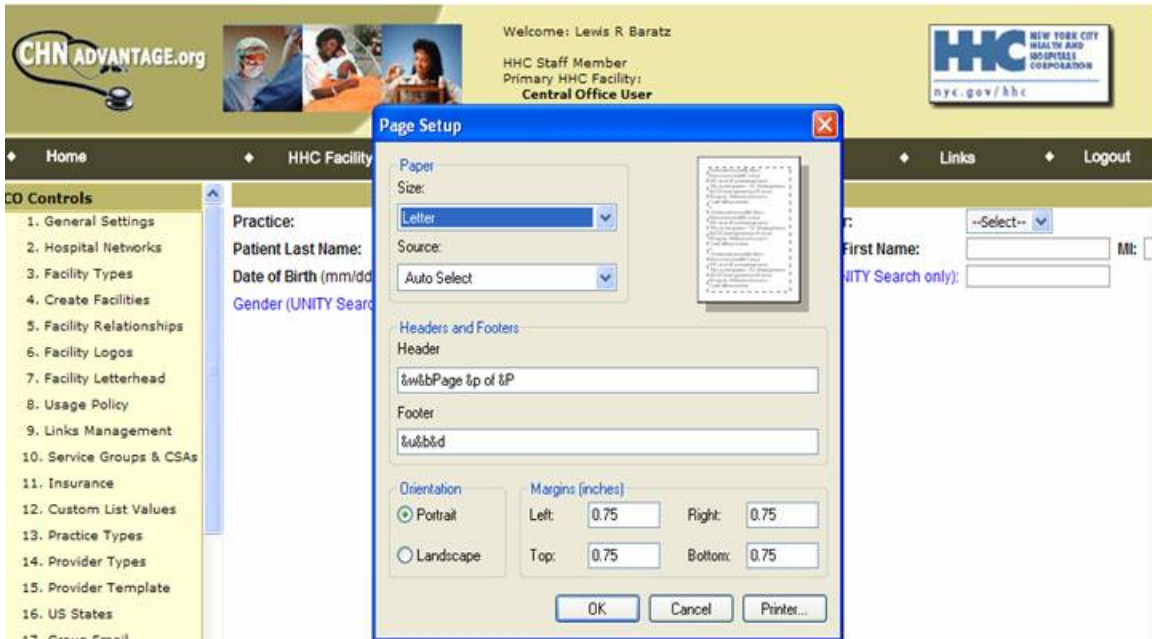 CHN ADVANTAGE.org
Welcome: Lewis R Baratz
HHC Staff Member
Primary HHC Facility:
Central Office User
HHC
NEW YORK CITY
HEALTH AND
HOSPITALS
CORPORATION
nyc.gov/hhc
Home
HHC Facility
Links
Logout
CO Controls
1. General Settings
2. Hospital Networks
3. Facility Types
4. Create Facilities
5. Facility Relationships
6. Facility Logos
7. Facility Letterhead
8. Usage Policy
9. Links Management
10. Service Groups & CSAs
11. Insurance
12. Custom List Values
13. Practice Types
14. Provider Types
15. Provider Template
16. US States
17. Group Email
Practice:
Patient Last Name:
Date of Birth (mm/dd
Gender (UNITY Searc
r:
--Select--
First Name:
MI:
NITY Search only):
Page Setup
Paper
Size:
Letter
Source:
Auto Select
Headers and Footers
Header
&w&bPage &p of &P
Footer
&u&b&d
Orientation
Portrait
Landscape
Margins (inches)
Left: 0.75 Right: 0.75
Top: 0.75 Bottom: 0.75
OK Cancel Printer...